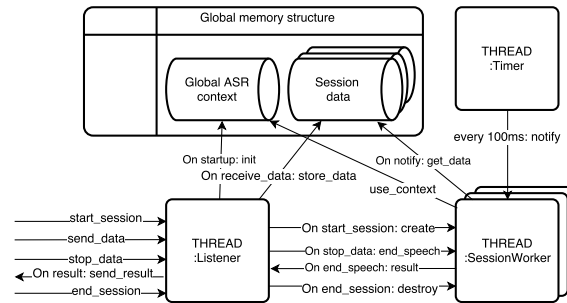 Global memory structure
Global ASR
context
Session
data
THREAD
:Timer
every 100ms: notify
On startup: init
On notify: get_data
On receive_data: store_data
use_context
start_session
send_data
stop_data
On result: send_result
end_session
THREAD
:Listener
On start_session: create
On stop_data: end_speech
On end_speech: result
On end_session: destroy
THREAD
:SessionWorker